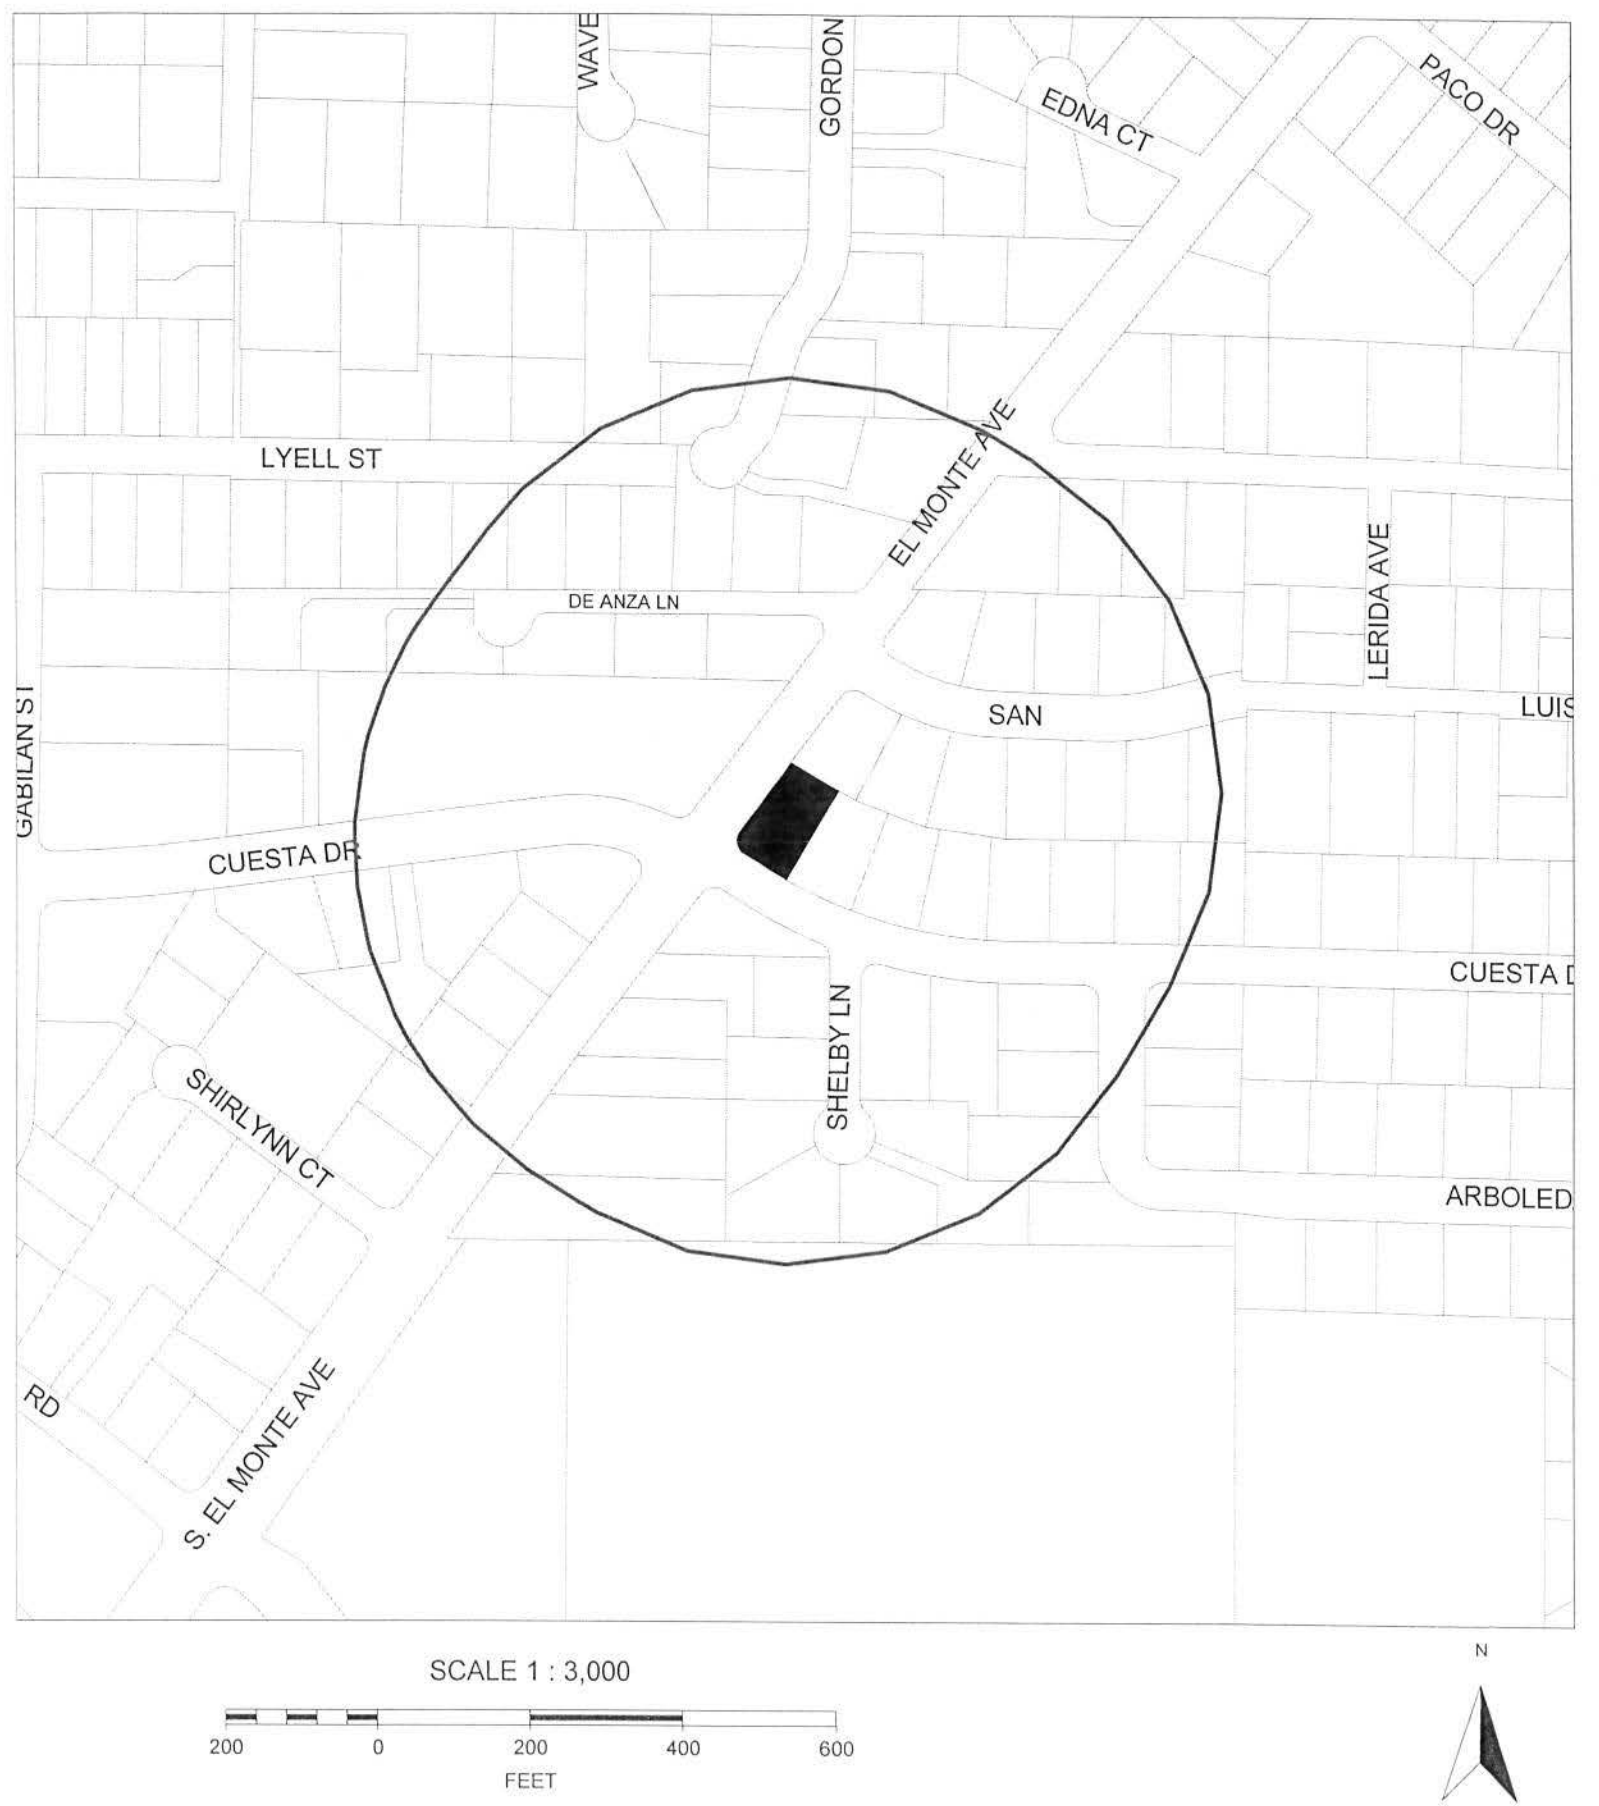 WAVE
GORDON
PACO DR
EDNA CT
EL MONTE AVE
LYELL ST
LERIDA AVE
DE ANZA LN
GABILAN ST
SAN
LUIS
CUESTA DR
CUESTA D
SHELBY LN
SHIRLYNN CT
ARBOLED
RD
S. EL MONTE AVE
SCALE 1 : 3,000
N
200 0 200 400 600
FEET